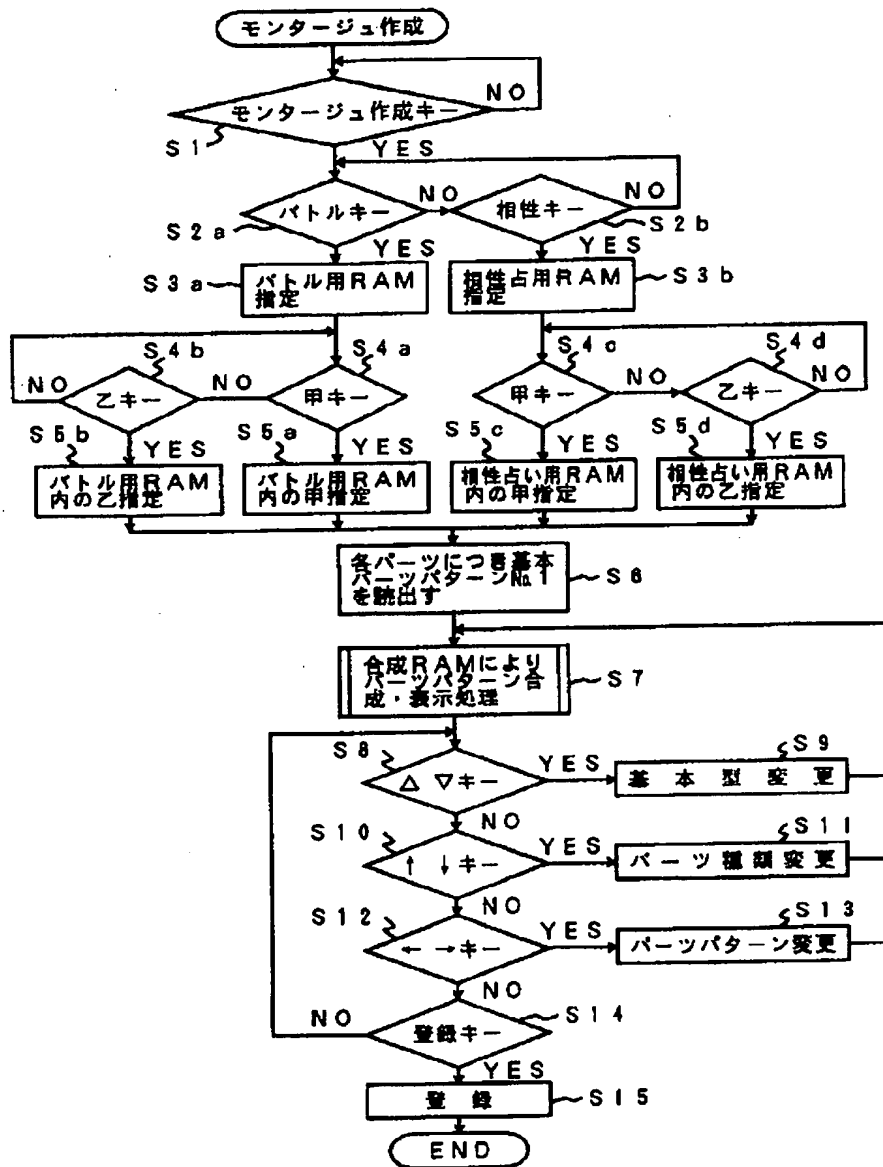 モンタージュ作成
NO
モンタージュ作成キー
S1
YES
バトルキー
NO
相性キー
NO
S2a
S2b
YES
YES
S3a
バトル用RAM
指定
相性占用RAM
指定
S3b
S4b
S4a
S4c
S4d
NO
乙キー
NO
甲キー
甲キー
NO
乙キー
NO
S5b
YES
S5a
YES
S5c
YES
S5d
YES
バトル用RAM
内の乙指定
バトル用RAM
内の甲指定
相性占い用RAM
内の甲指定
相性占い用RAM
内の乙指定
各パーツにつき基本
パーツパターン№1
を読出す
S6
合成RAMにより
パーツパターン合
成・表示処理
S7
S8
△ ▽キー
YES
S9
基本型変更
NO
S10
↑ ↓キー
YES
S11
パーツ種類変更
NO
S12
← →キー
YES
S13
パーツパターン変更
NO
NO
登録キー
S14
YES
登録
S15
END